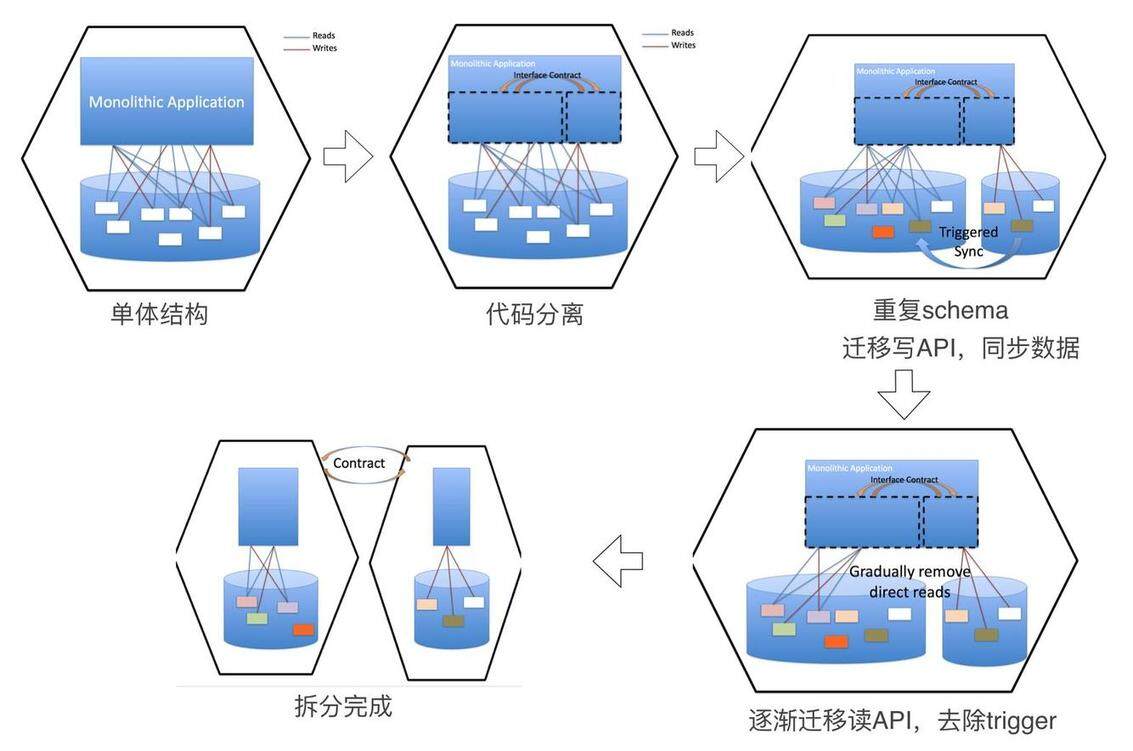 Reads
Writes
Monolithic Application
单体结构
Reads
Writes
Monolithic Application
Interface Contract
代码分离
Monolithic Application
Interface Contract
Triggered
Sync
重复schema
迁移写API，同步数据
Contract
拆分完成
Monolithic Application
Interface Contract
Gradually remove
direct reads
逐渐迁移读API，去除trigger